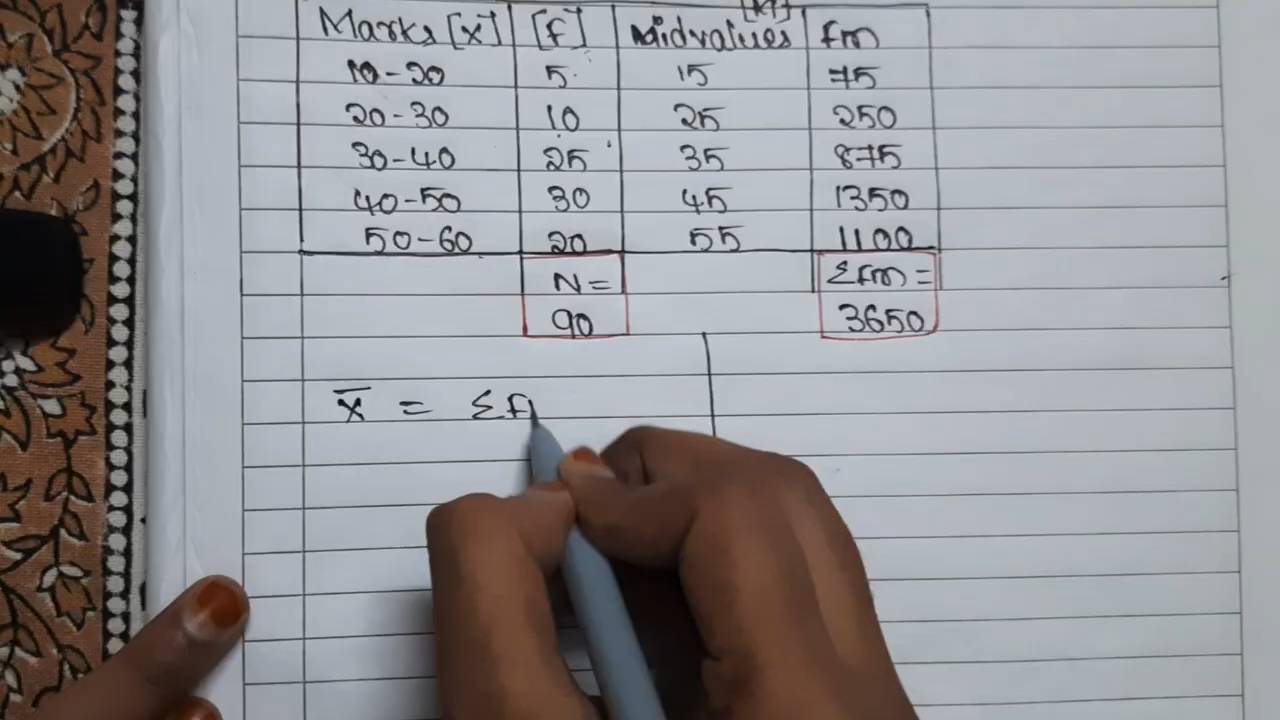 Marks [x] [F] Midvalues [M] fm
10-20 5 15 75
20-30 10 25 250
30-40 25 35 875
40-50 30 45 1350
50-60 20 55 1100
N = Σfm =
90 3650
x̄ = Σf